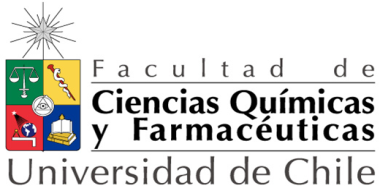 Facultad de
Ciencias Químicas
y Farmacéuticas
Universidad de Chile